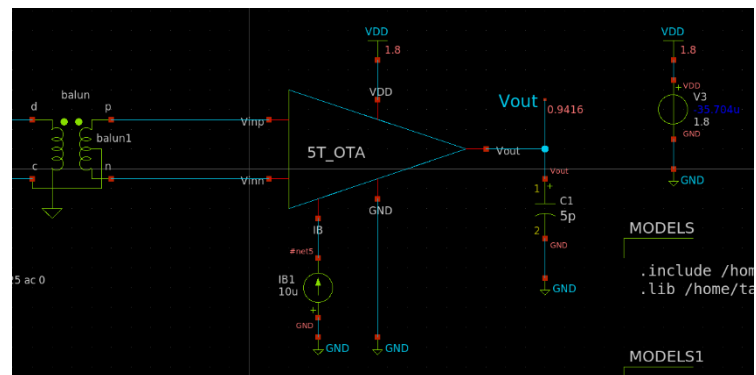 VDD
VDD
1.8
1.8
balun
VDD
V3
-55.704u
1.8
GND
Vout
0.9416
d
p
balun1
Vinp
VDD
5T_OTA
Vout
c
n
Vinn
GND
Vout
1
C1
5p
2
GND
GND
IB
#net5
IB1
10u
GND
GND
GND
GND
25 ac 0
MODELS
.include /hom
.lib /home/ta
MODELS1